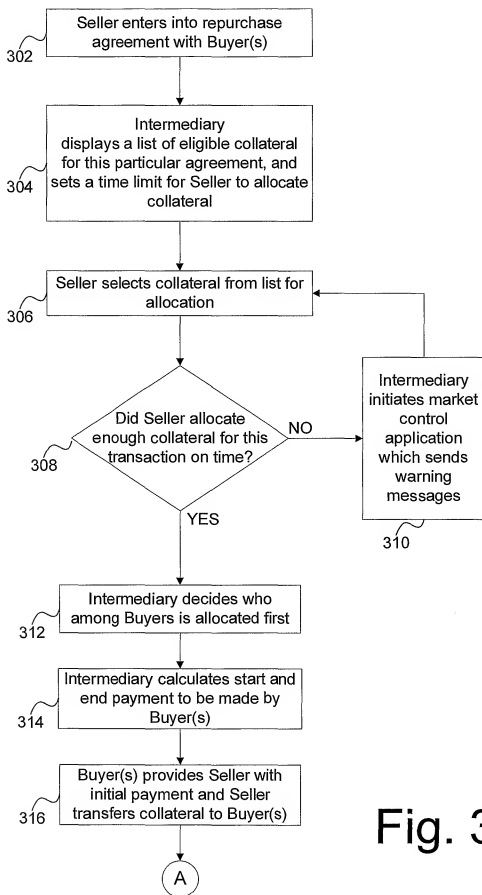 Seller enters into repurchase
agreement with Buyer(s)
302
Intermediary
displays a list of eligible collateral
for this particular agreement, and
sets a time limit for Seller to allocate
collateral
304
Seller selects collateral from list for
allocation
306
Did Seller allocate
enough collateral for this
transaction on time?
308
NO
Intermediary
initiates market
control
application
which sends
warning
messages
310
YES
Intermediary decides who
among Buyers is allocated first
312
Intermediary calculates start and
end payment to be made by
Buyer(s)
314
Buyer(s) provides Seller with
initial payment and Seller
transfers collateral to Buyer(s)
316
A
Fig. 3